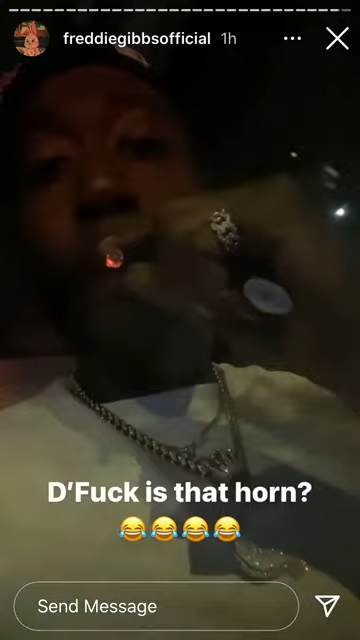 freddiegibbsofficial 1h
D'Fuck is that horn?
😂😂😂😂
Send Message